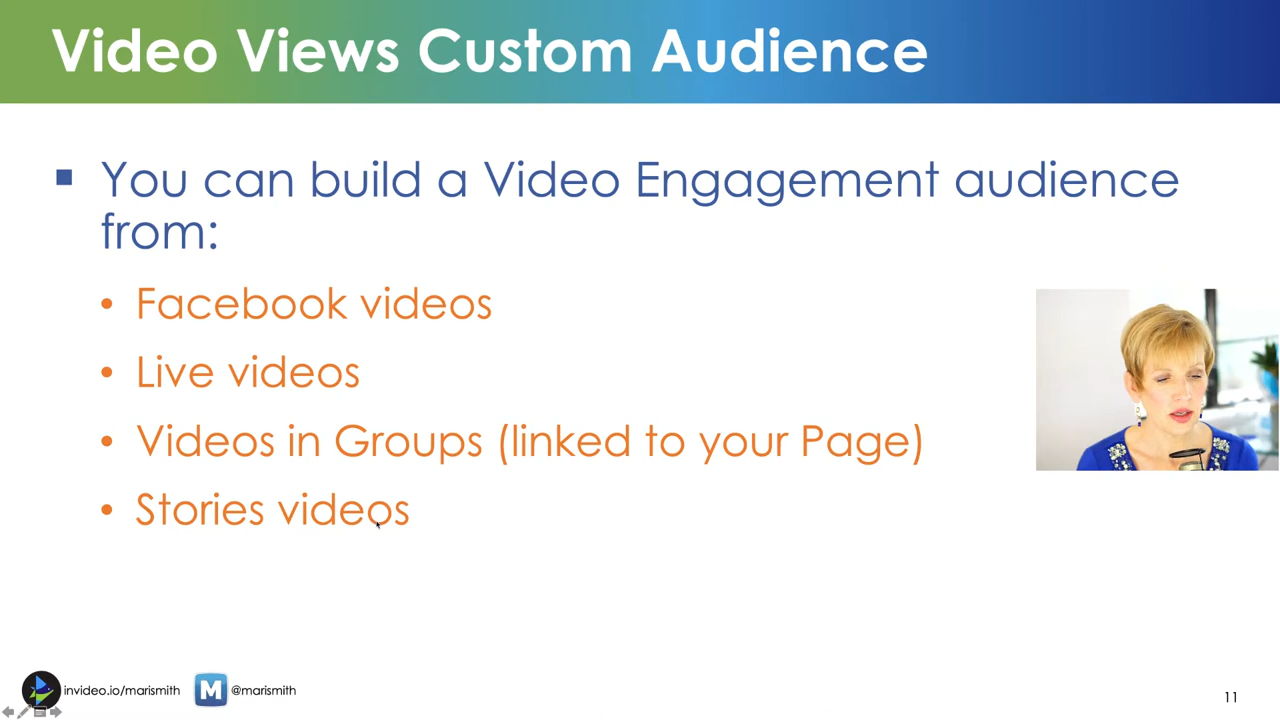 Video Views Custom Audience
You can build a Video Engagement audience
from:
Facebook videos
Live videos
Videos in Groups (linked to your Page)
Stories videos
invideo.io/marismith
M
@marismith
11